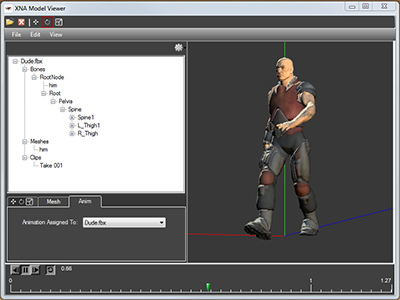 XNA Model Viewer
File Edit View
Dude.fbx
Bones
RootNode
him
Root
Pelvis
Spine
Spine1
L_Thigh1
R_Thigh
Meshes
him
Clips
Take 001
Mesh Anim
Animation Assigned To: Dude.fbx
0.66
0 1 1.27